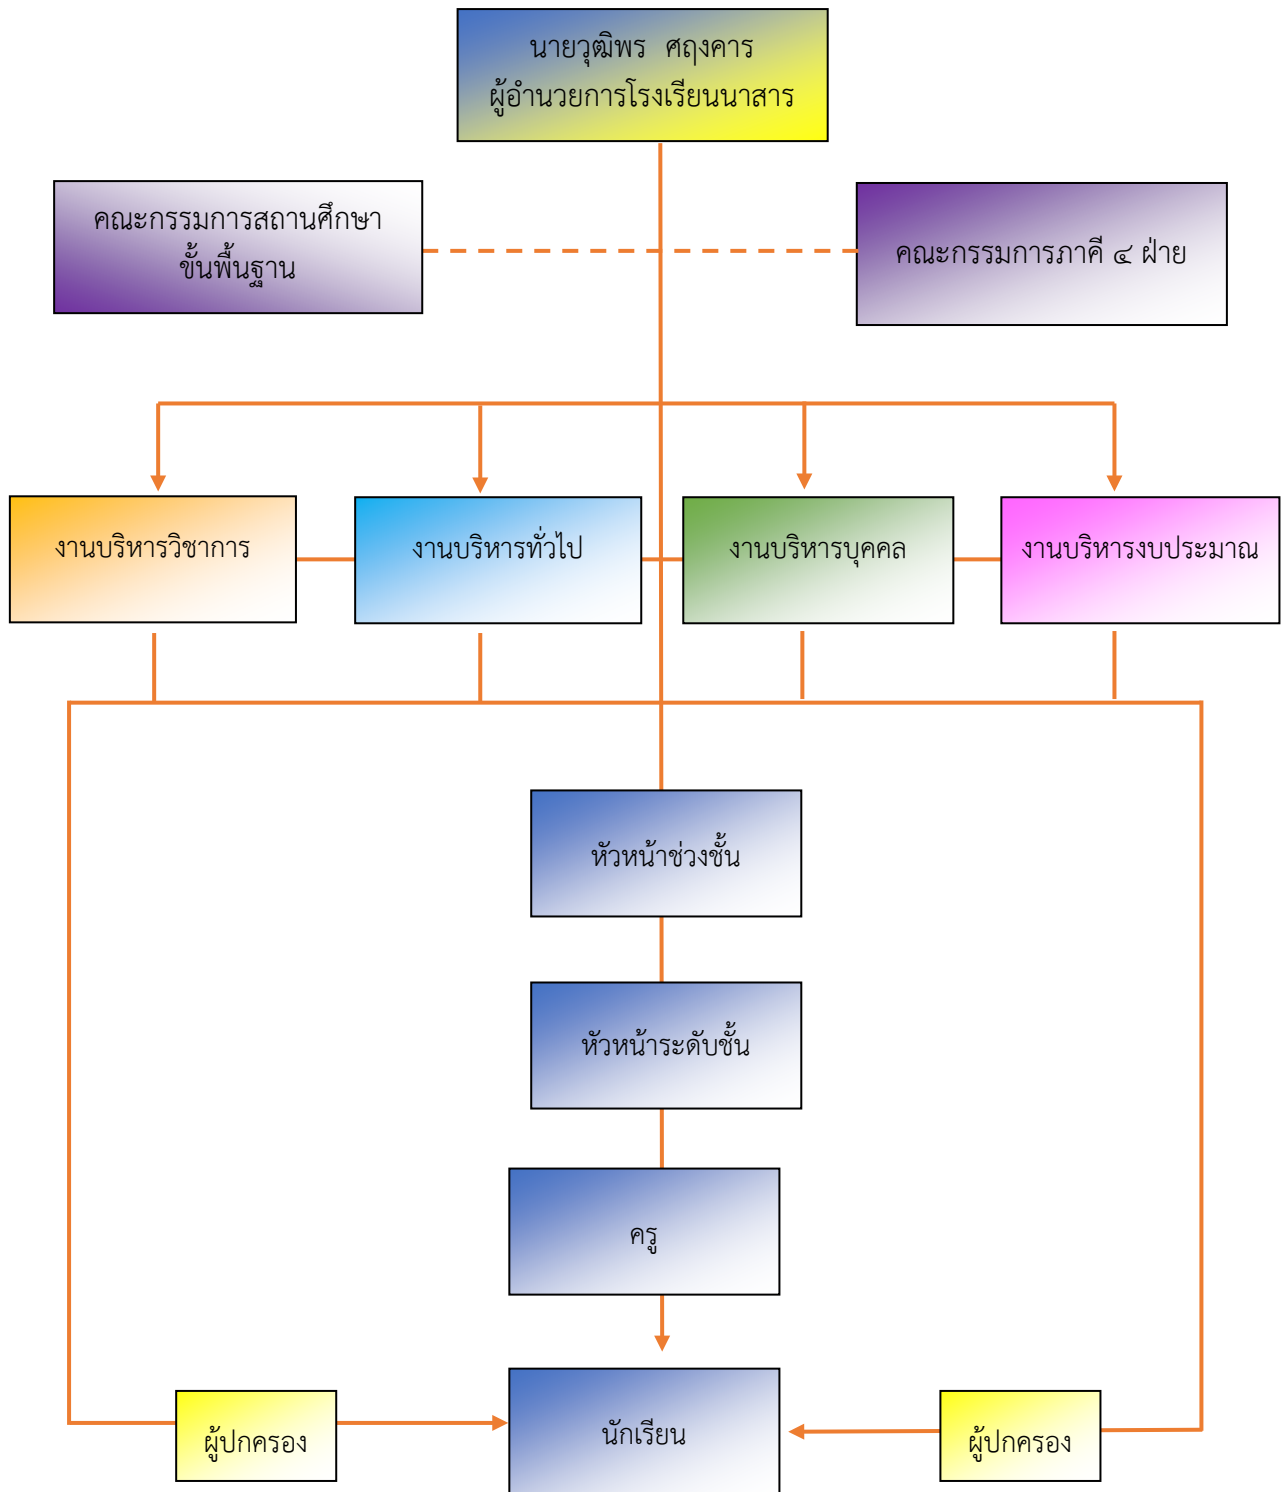 นายวุฒิพร ศฤงคาร
ผู้อำนวยการโรงเรียนนาสาร
คณะกรรมการสถานศึกษา
ขั้นพื้นฐาน
คณะกรรมการภาคี ๔ ฝ่าย
งานบริหารวิชาการ
งานบริหารทั่วไป
งานบริหารบุคคล
งานบริหารงบประมาณ
หัวหน้าช่วงชั้น
หัวหน้าระดับชั้น
ครู
ผู้ปกครอง
นักเรียน
ผู้ปกครอง